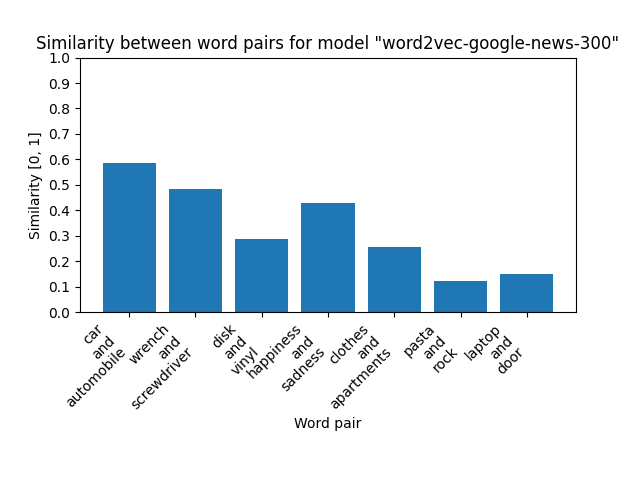 Similarity between word pairs for model "word2vec-google-news-300"
1.0
0.9
0.8
0.7
0.6
0.5
0.4
0.3
0.2
0.1
0.0
Similarity [0, 1]
car
and
automobile
wrench
and
screwdriver
disk
and
vinyl
happiness
and
sadness
clothes
and
apartments
pasta
and
rock
laptop
and
door
Word pair